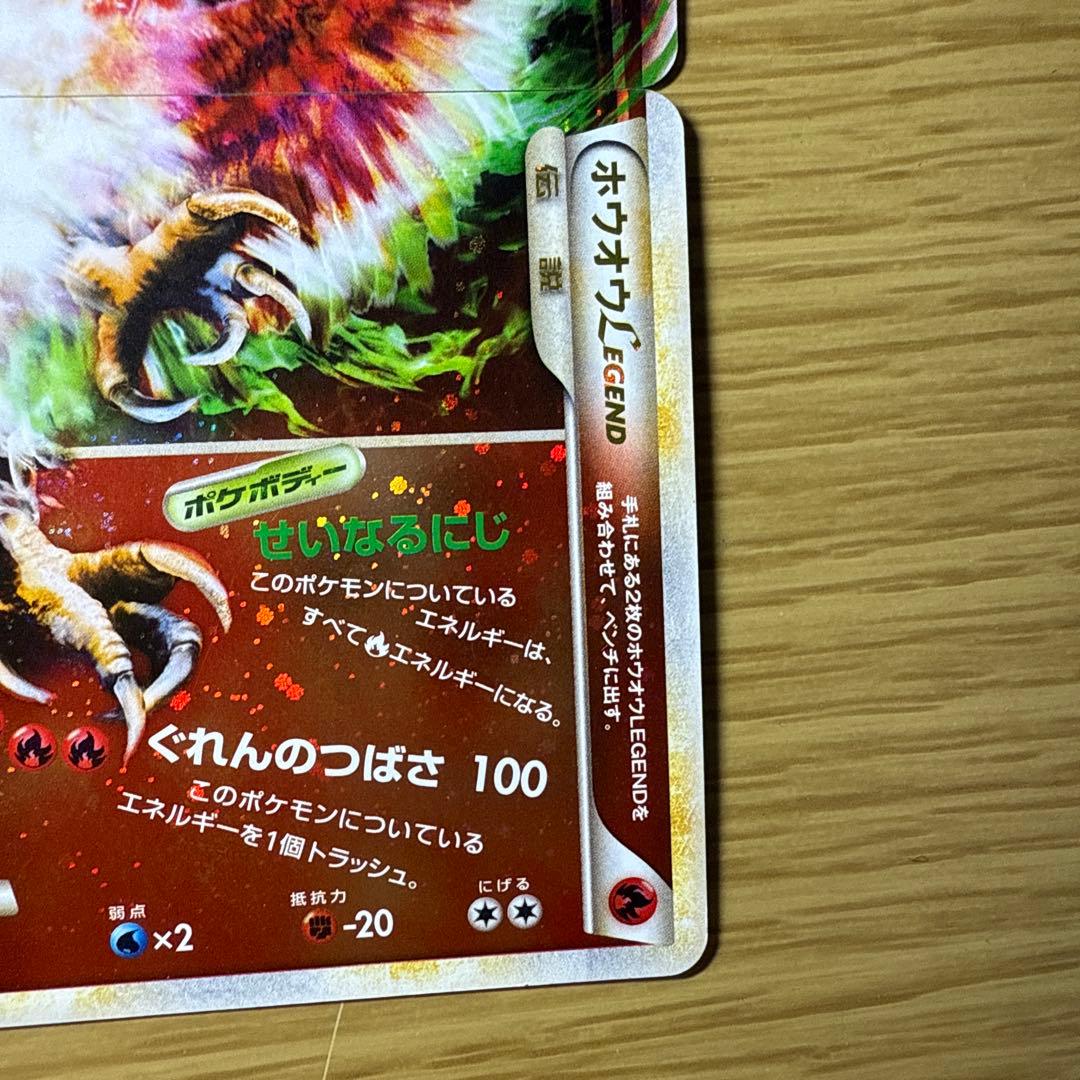 伝説
ホウオウLEGEND
手札にある2枚のホウオウLEGENDを
組み合わせて、ベンチに出す。
ポケボディー
せいなるにじ
このポケモンについている
エネルギーは、
すべてエネルギーになる。
ぐれんのつばさ 100
このポケモンについている
エネルギーを1個トラッシュ。
弱点
×2
抵抗力
-20
にげる